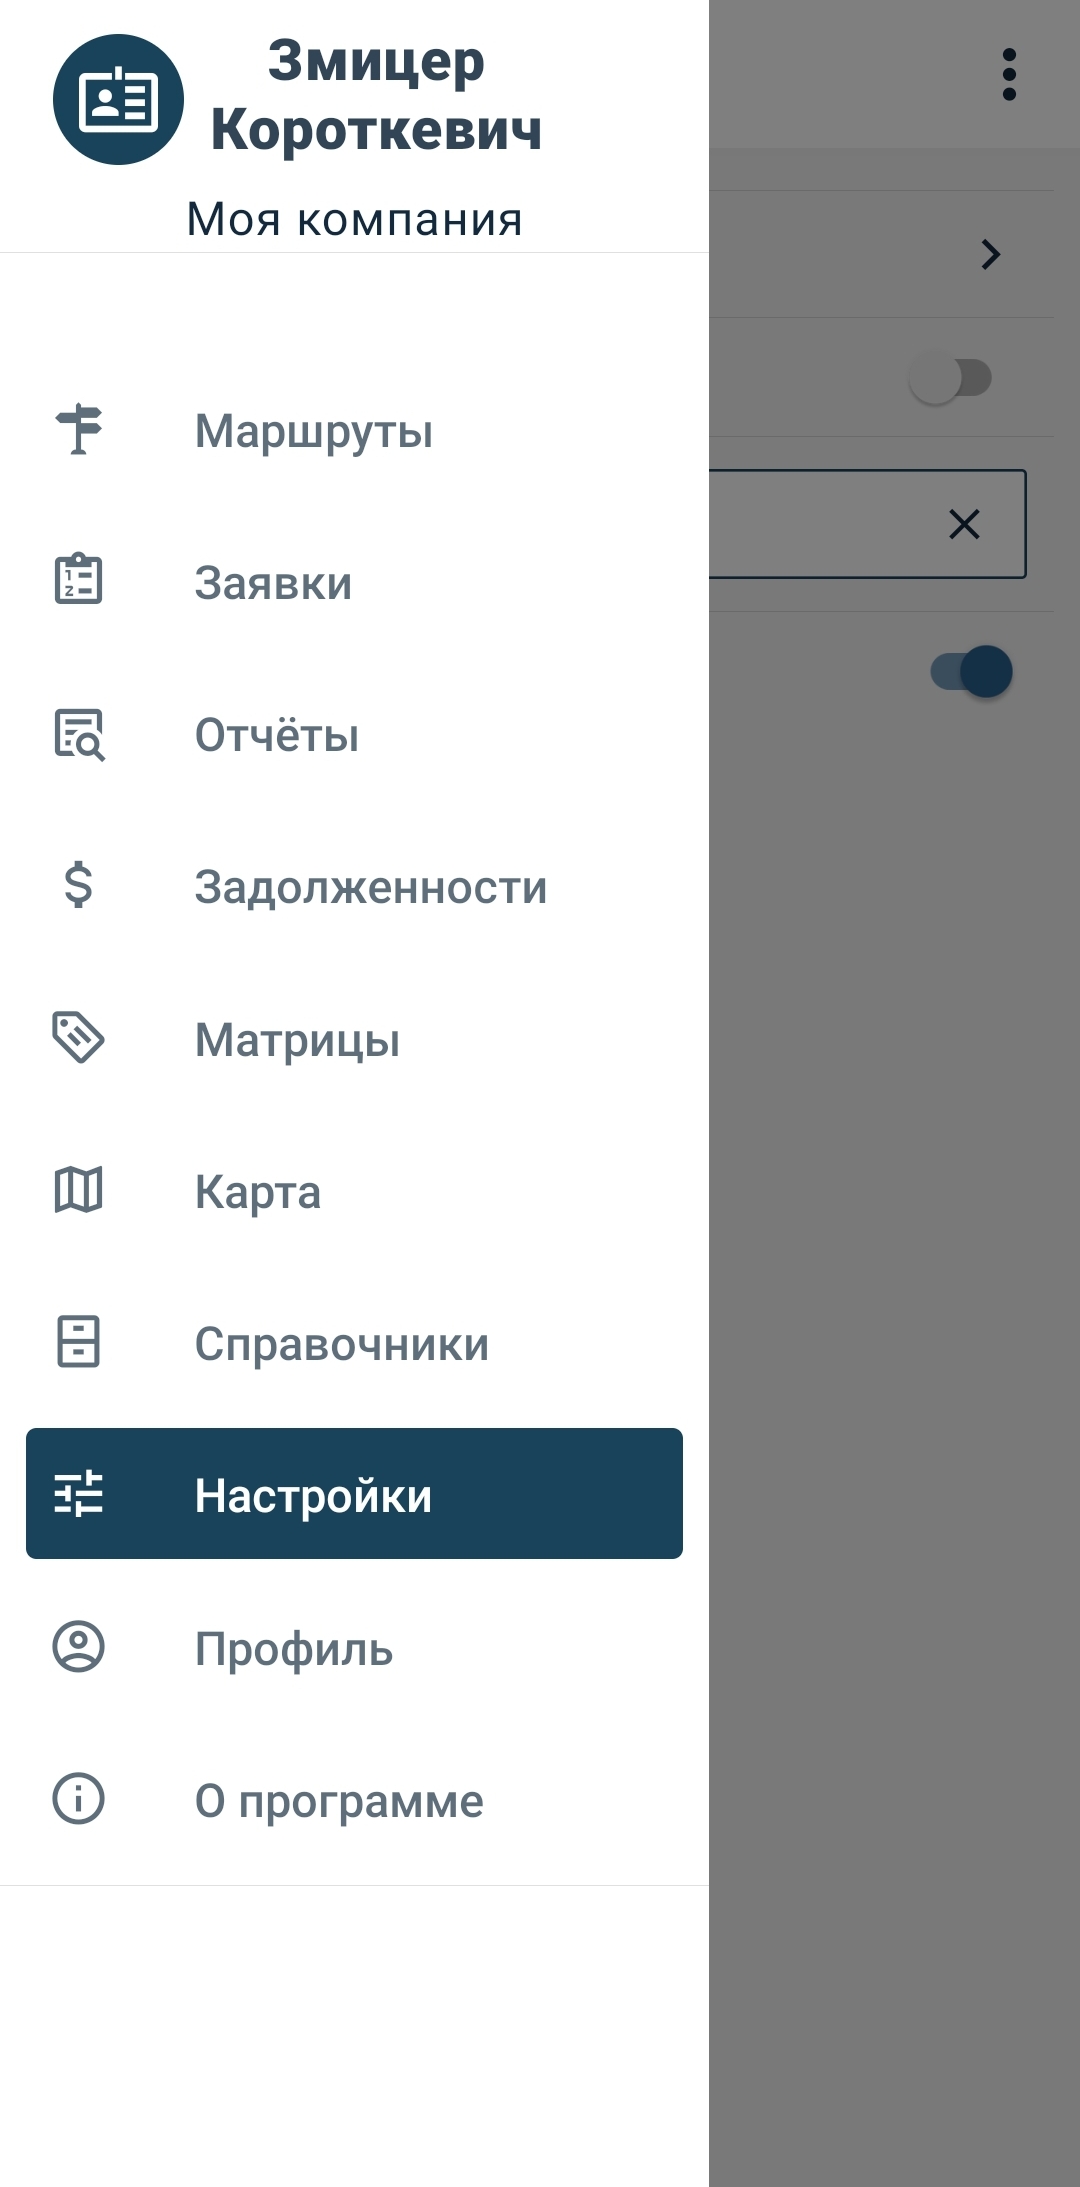 Змицер
Короткевич
Моя компания
Маршруты
Заявки
Отчёты
Задолженности
Матрицы
Карта
Справочники
Настройки
Профиль
О программе